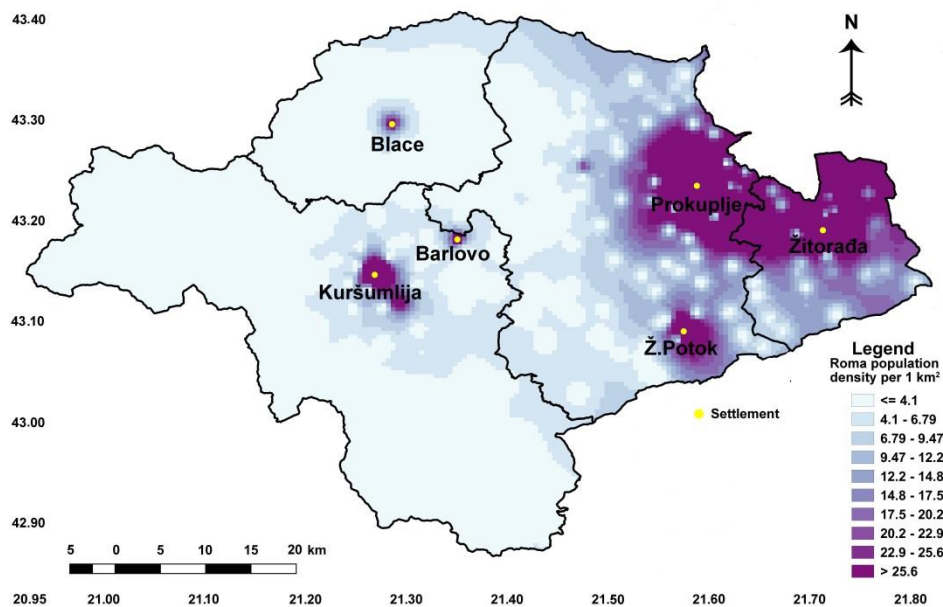 43.40
N
43.30
Blace
43.20
Prokuplje
Barlovo
Žitorađa
Kuršumlija
43.10
Ž.Potok
Legend
Roma population
density per 1 km²
<= 4.1
43.00
Settlement
4.1 - 6.79
6.79 - 9.47
9.47 - 12.2
12.2 - 14.8
14.8 - 17.5
17.5 - 20.2
42.90
20.2 - 22.9
22.9 - 25.6
> 25.6
5 0 5 10 15 20 km
20.95 21.00 21.10 21.20 21.30 21.40 21.50 21.60 21.70 21.80